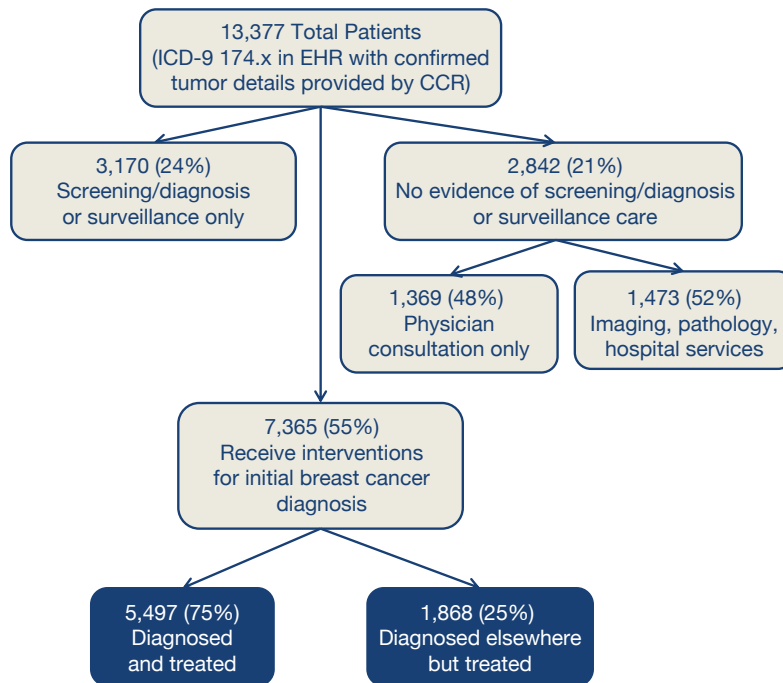 13,377 Total Patients
(ICD-9 174.x in EHR with confirmed
tumor details provided by CCR)
3,170 (24%)
Screening/diagnosis
or surveillance only
2,842 (21%)
No evidence of screening/diagnosis
or surveillance care
1,369 (48%)
Physician
consultation only
1,473 (52%)
Imaging, pathology,
hospital services
7,365 (55%)
Receive interventions
for initial breast cancer
diagnosis
5,497 (75%)
Diagnosed
and treated
1,868 (25%)
Diagnosed elsewhere
but treated